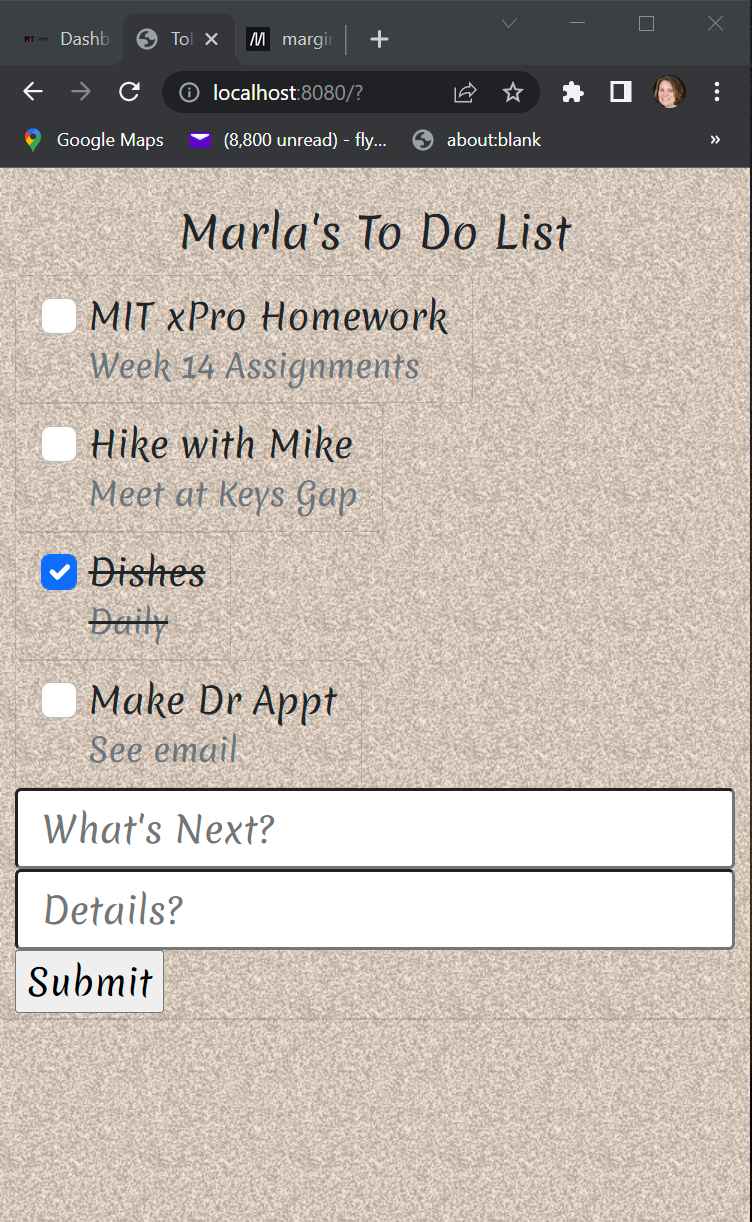 Dashb
margin
localhost:8080/?
Google Maps
(8,800 unread) - fly...
about:blank
»
Marla's To Do List
MIT xPro Homework
Week 14 Assignments
Hike with Mike
Meet at Keys Gap
Dishes
Daily
Make Dr Appt
See email
What's Next?
Details?
Submit